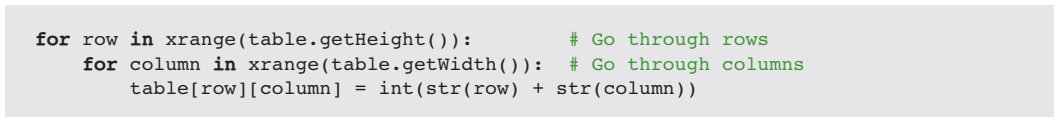 for row in xrange(table.getHeight()):         # Go through rows
    for column in xrange(table.getWidth()):  # Go through columns
        table[row][column] = int(str(row) + str(column))